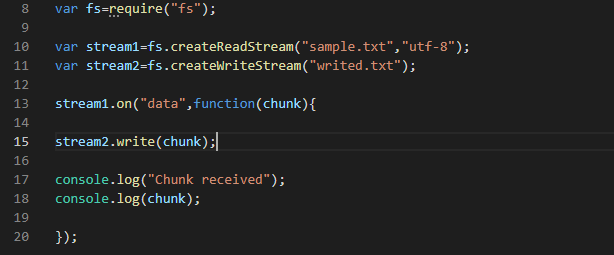 8 var fs=require("fs");
9
10 var stream1=fs.createReadStream("sample.txt","utf-8");
11 var stream2=fs.createWriteStream("writed.txt");
12
13 stream1.on("data",function(chunk){
14
15 stream2.write(chunk);
16
17 console.log("Chunk received");
18 console.log(chunk);
19
20 });